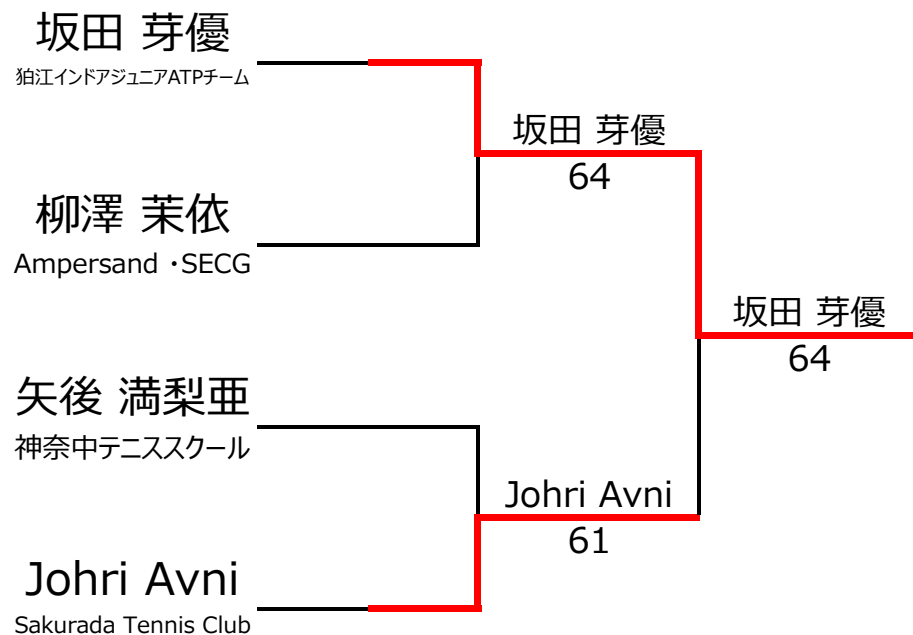 坂田 芽優
狛江インドアジュニアATPチーム
坂田 芽優
64
柳澤 茉依
Ampersand ・SECG
坂田 芽優
64
矢後 満梨亜
神奈中テニススクール
Johri Avni
61
Johri Avni
Sakurada Tennis Club